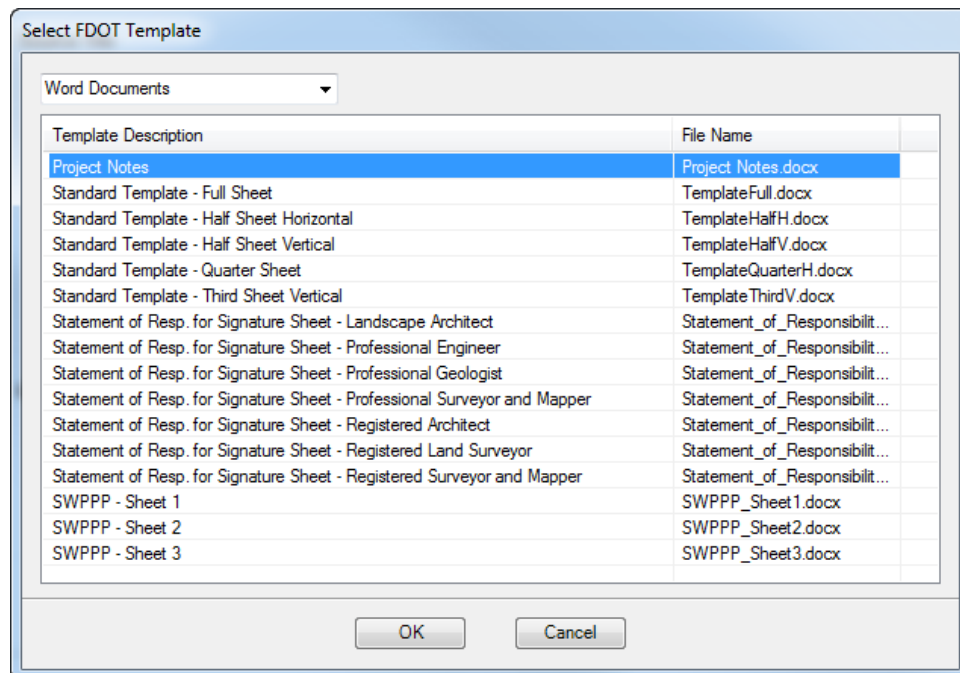 Select FDOT Template
Word Documents
Template Description File Name
Project Notes Project Notes.docx
Standard Template - Full Sheet TemplateFull.docx
Standard Template - Half Sheet Horizontal TemplateHalfH.docx
Standard Template - Half Sheet Vertical TemplateHalfV.docx
Standard Template - Quarter Sheet TemplateQuarterH.docx
Standard Template - Third Sheet Vertical TemplateThirdV.docx
Statement of Resp. for Signature Sheet - Landscape Architect Statement_of_Responsibilit...
Statement of Resp. for Signature Sheet - Professional Engineer Statement_of_Responsibilit...
Statement of Resp. for Signature Sheet - Professional Geologist Statement_of_Responsibilit...
Statement of Resp. for Signature Sheet - Professional Surveyor and Mapper Statement_of_Responsibilit...
Statement of Resp. for Signature Sheet - Registered Architect Statement_of_Responsibilit...
Statement of Resp. for Signature Sheet - Registered Land Surveyor Statement_of_Responsibilit...
Statement of Resp. for Signature Sheet - Registered Surveyor and Mapper Statement_of_Responsibilit...
SWPPP - Sheet 1 SWPPP_Sheet1.docx
SWPPP - Sheet 2 SWPPP_Sheet2.docx
SWPPP - Sheet 3 SWPPP_Sheet3.docx
OK Cancel